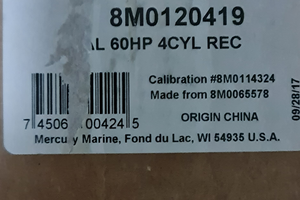 8M0120419
AL 60HP 4CYL REC
Calibration #8M0114324
Made from 8M0065578
ORIGIN CHINA
7 4506 00424 5
Mercury Marine, Fond du Lac, WI 54935 U.S.A.
09/28/17